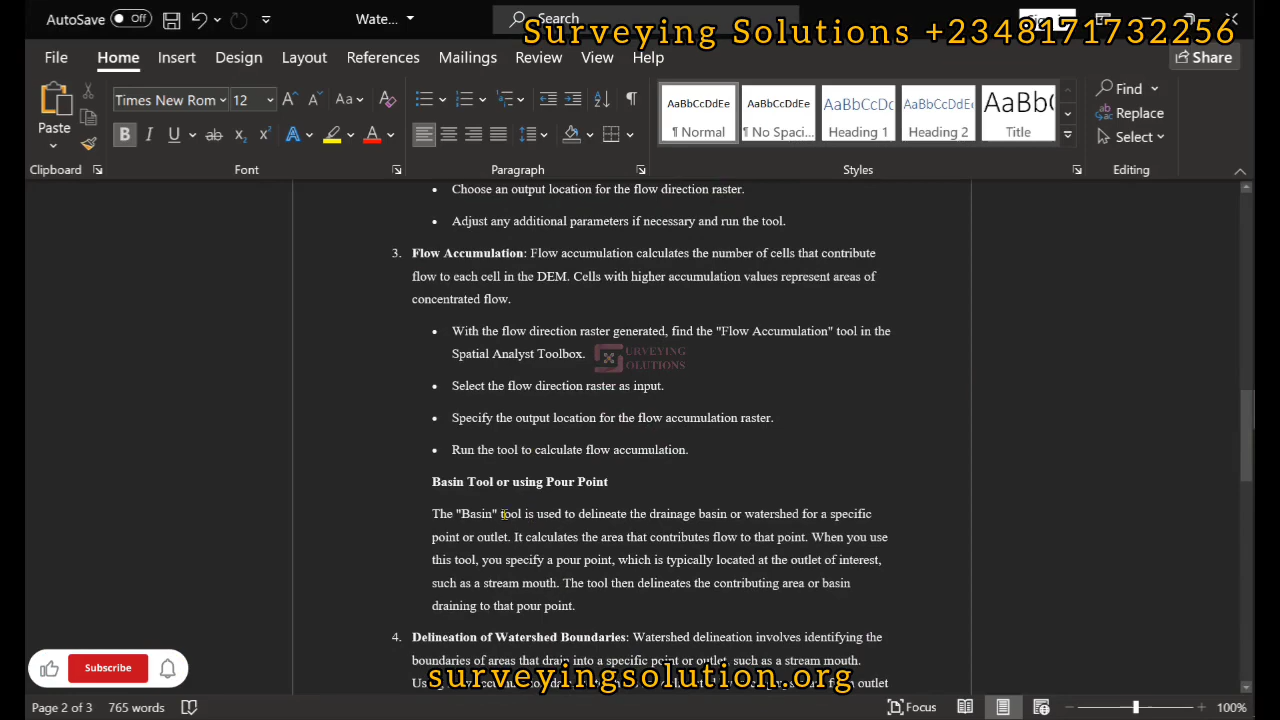 AutoSave
Off
Wate...
Search
Surveying Solutions +2348171732256
File
Home
Insert
Design
Layout
References
Mailings
Review
View
Help
Share
Times New Rom
12
Aa
Paste
B
I
U
ab
Clipboard
Font
Paragraph
AaBbCcDdEe
¶ Normal
AaBbCcDdEe
¶ No Spaci...
AaBbCcDc
Heading 1
AaBbCcDdE
Heading 2
AaBb(
Title
Styles
Find
Replace
Select
Editing
• Choose an output location for the flow direction raster.
• Adjust any additional parameters if necessary and run the tool.
3. Flow Accumulation: Flow accumulation calculates the number of cells that contribute
flow to each cell in the DEM. Cells with higher accumulation values represent areas of
concentrated flow.
• With the flow direction raster generated, find the "Flow Accumulation" tool in the
Spatial Analyst Toolbox.
SURVEYING
SOLUTIONS
• Select the flow direction raster as input.
• Specify the output location for the flow accumulation raster.
• Run the tool to calculate flow accumulation.
Basin Tool or using Pour Point
The "Basin" tool is used to delineate the drainage basin or watershed for a specific
point or outlet. It calculates the area that contributes flow to that point. When you use
this tool, you specify a pour point, which is typically located at the outlet of interest,
such as a stream mouth. The tool then delineates the contributing area or basin
draining to that pour point.
4. Delineation of Watershed Boundaries: Watershed delineation involves identifying the
boundaries of areas that drain into a specific point or outlet, such as a stream mouth.
Subscribe
surveyingsolution.org
Page 2 of 3
765 words
Focus
100%